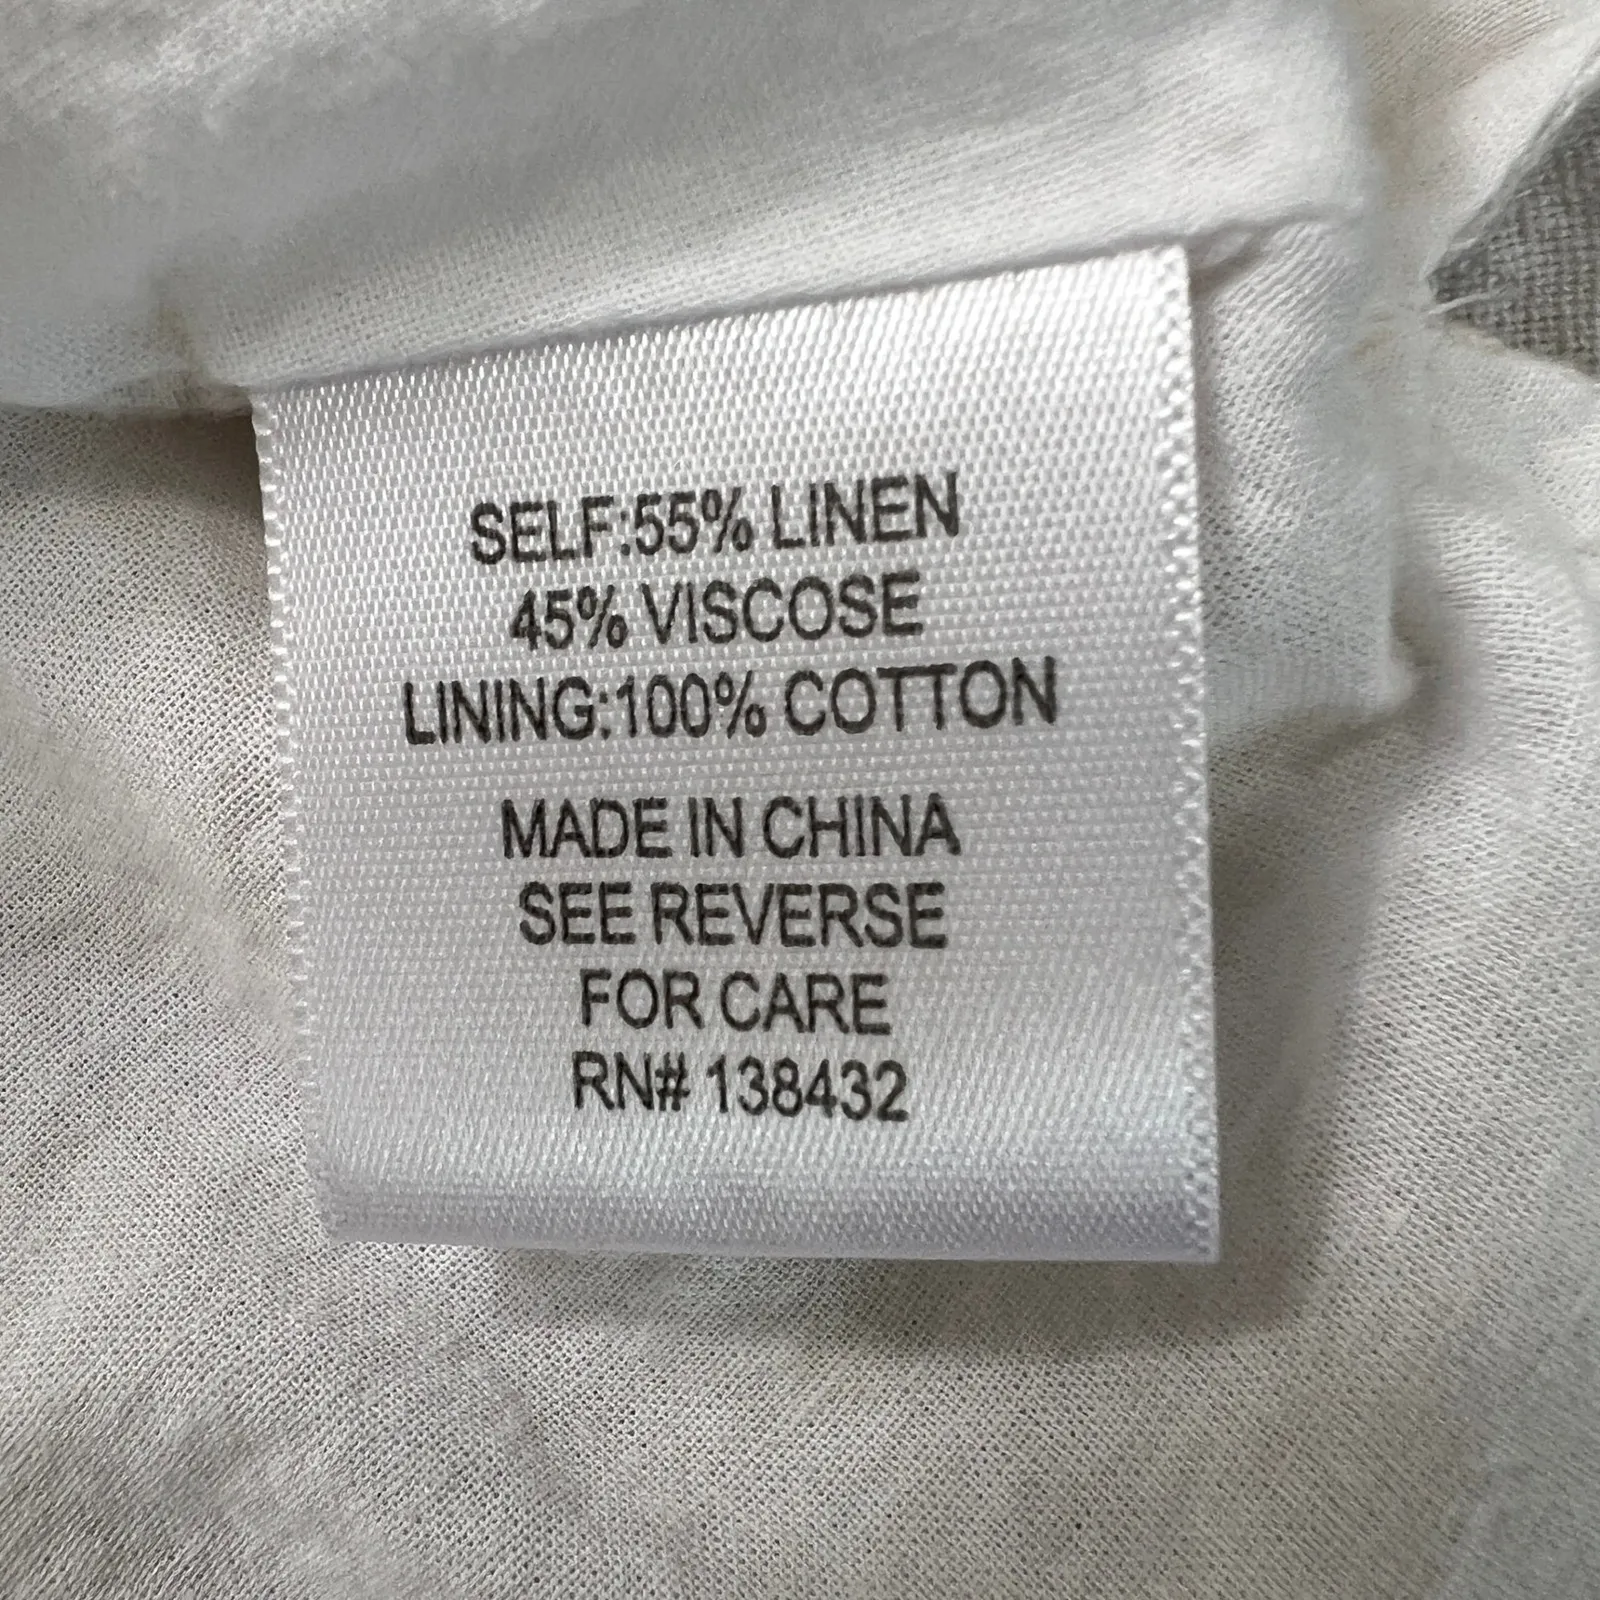 SELF:55% LINEN
45% VISCOSE
LINING:100% COTTON
MADE IN CHINA
SEE REVERSE
FOR CARE
RN# 138432